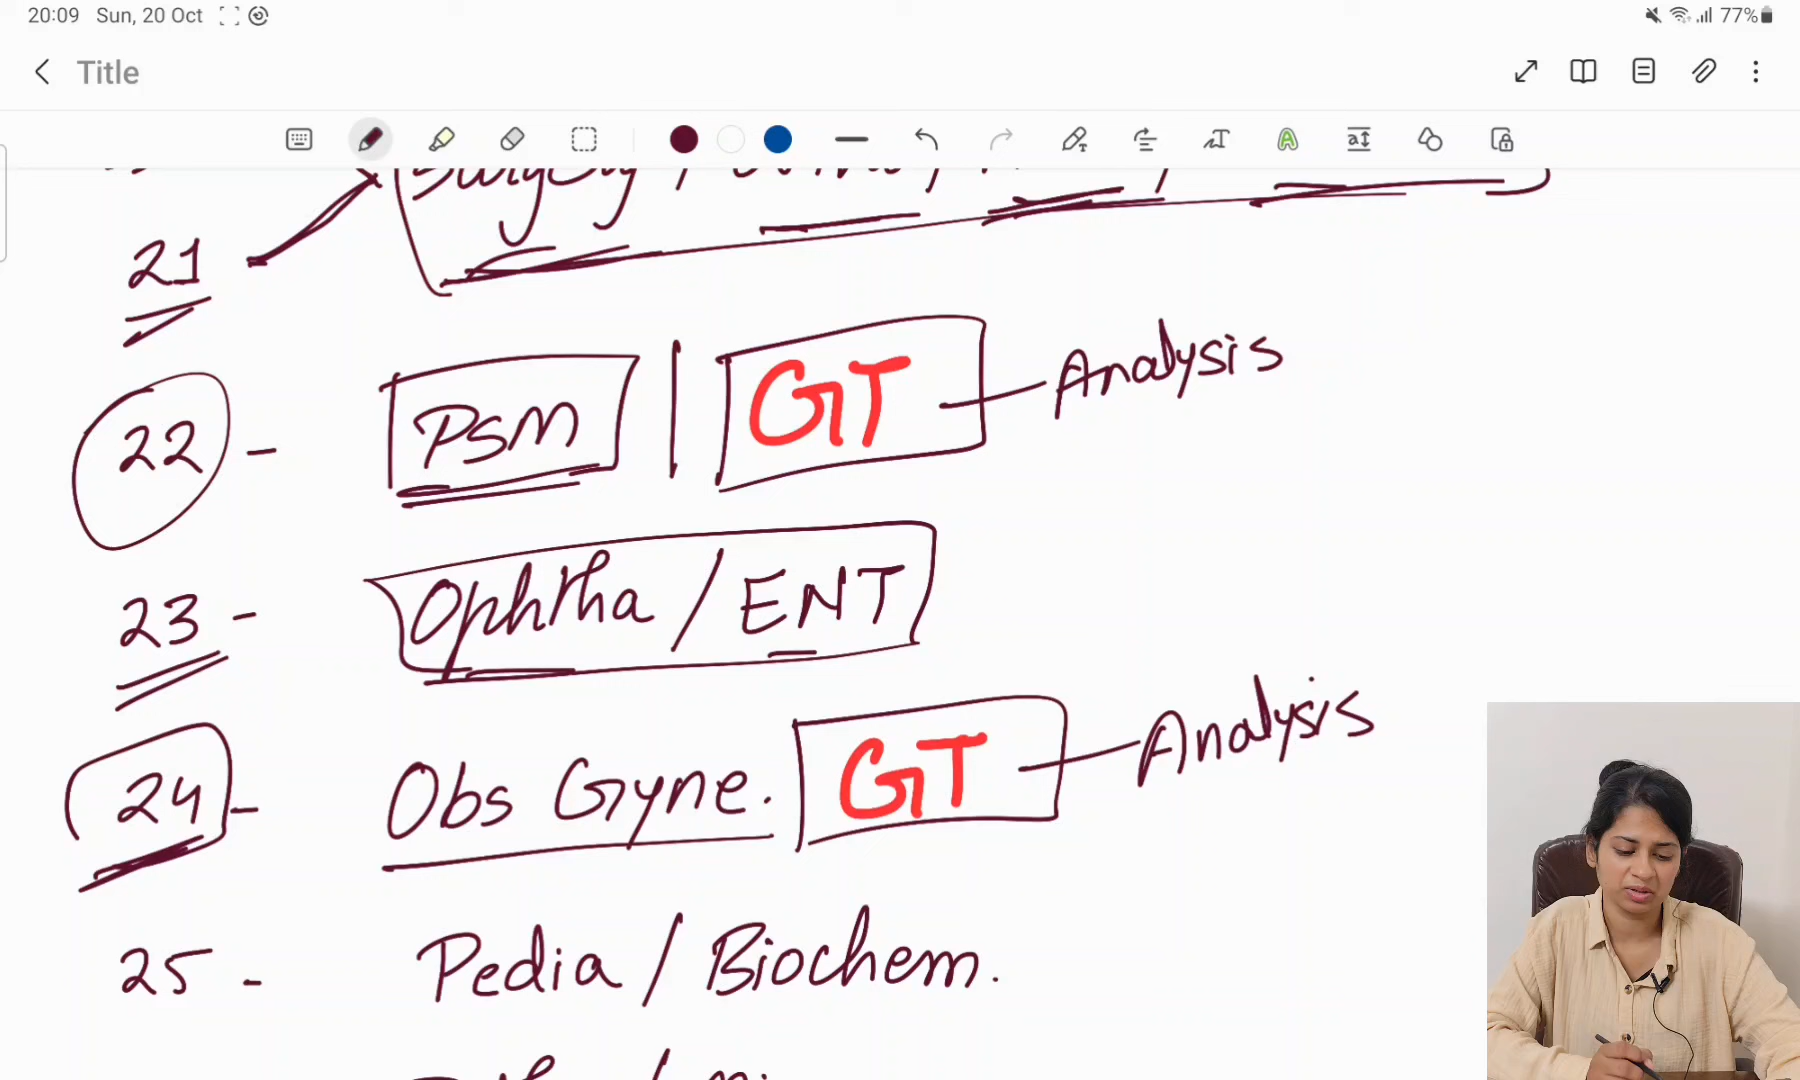 20:09 Sun, 20 Oct 77%
Title
Surgery /
21
22 - PSM | GT - Analysis
23 - Ophtha / ENT
24 - Obs Gyne. GT - Analysis
25 - Pedia / Biochem.